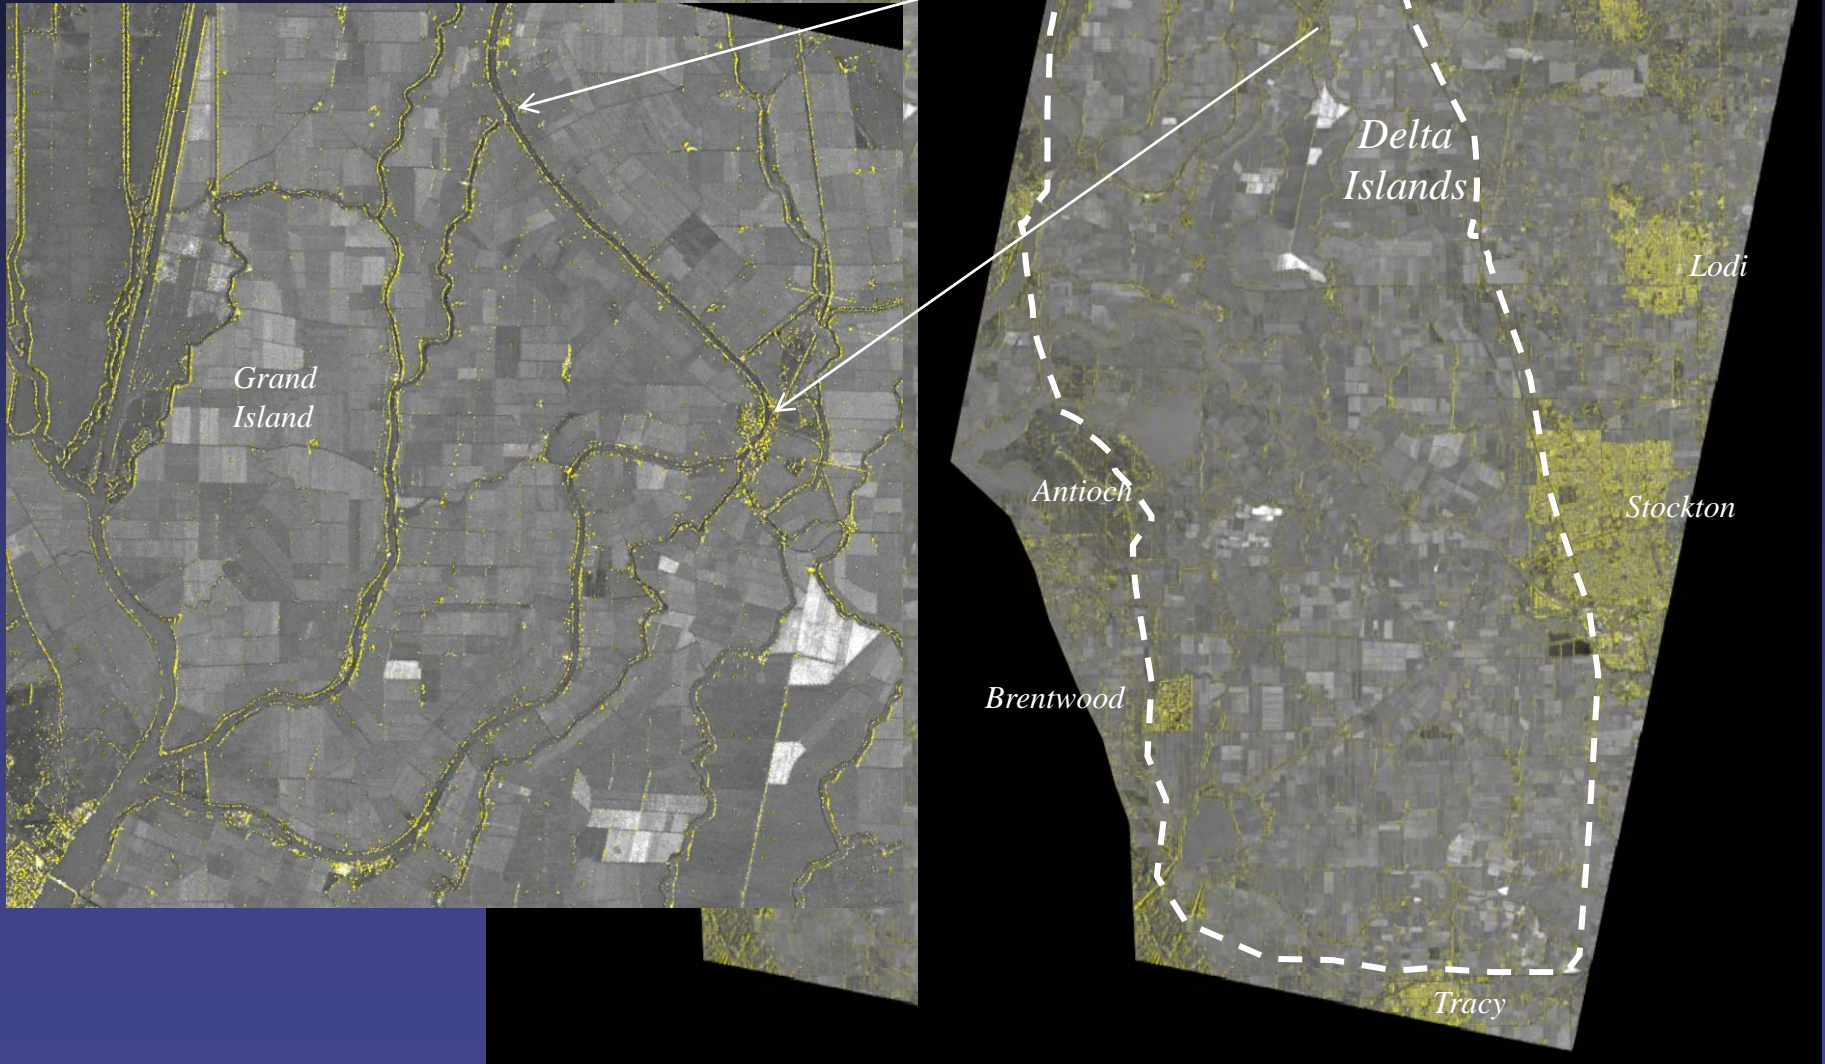 Grand
Island
Delta
Islands
Lodi
Antioch
Stockton
Brentwood
Tracy